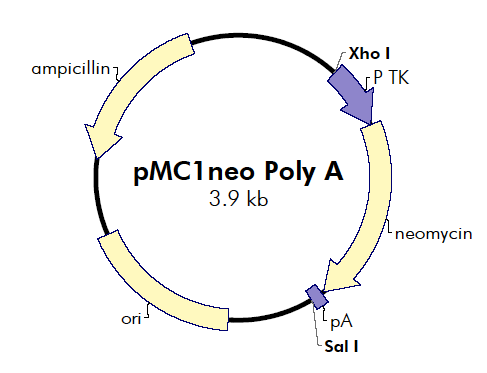 Xho I
P TK
ampicillin
pMC1neo Poly A
3.9 kb
neomycin
ori
pA
Sal I